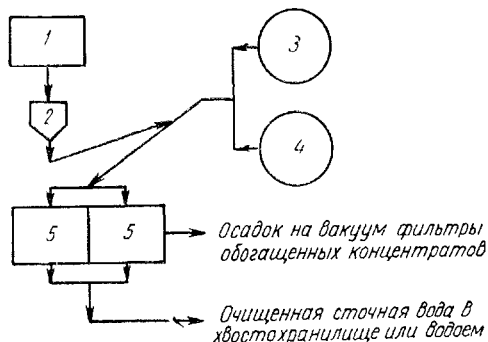 1
3
2
4
5
5
Осадок на вакуум фильтры
обогащенных концентратов
Очищенная сточная вода в
хвостохранилище или водоем